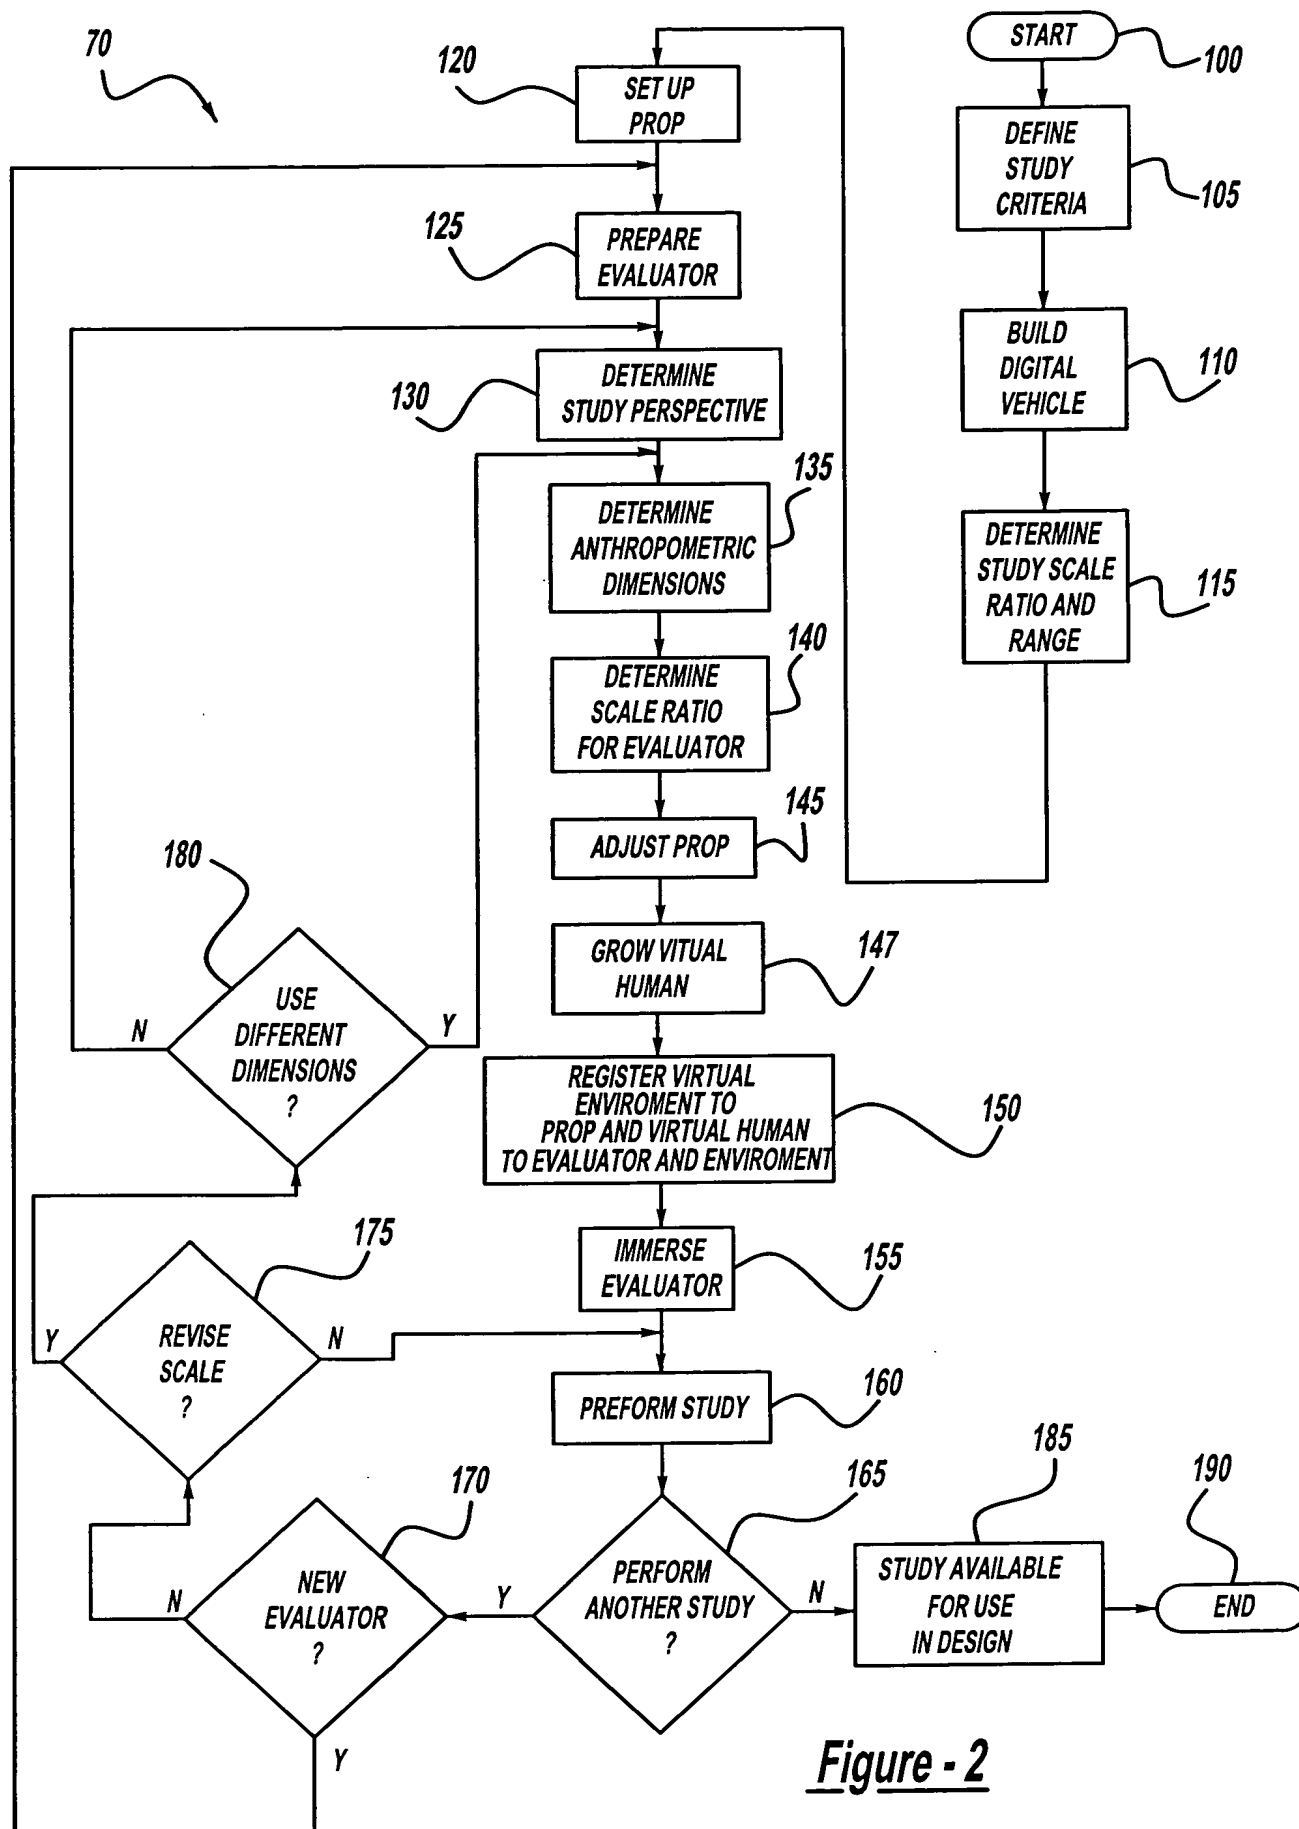 70
START
100
DEFINE
STUDY
CRITERIA
105
BUILD
DIGITAL
VEHICLE
110
DETERMINE
STUDY SCALE
RATIO AND
RANGE
115
120
SET UP
PROP
125
PREPARE
EVALUATOR
130
DETERMINE
STUDY PERSPECTIVE
135
DETERMINE
ANTHROPOMETRIC
DIMENSIONS
140
DETERMINE
SCALE RATIO
FOR EVALUATOR
145
ADJUST PROP
147
GROW VITUAL
HUMAN
150
REGISTER VIRTUAL
ENVIROMENT TO
PROP AND VIRTUAL HUMAN
TO EVALUATOR AND ENVIROMENT
155
IMMERSE
EVALUATOR
160
PREFORM STUDY
165
PERFORM
ANOTHER STUDY
?
Y
N
170
NEW
EVALUATOR
?
N
Y
175
REVISE
SCALE
?
Y
N
180
USE
DIFFERENT
DIMENSIONS
?
N
Y
185
STUDY AVAILABLE
FOR USE
IN DESIGN
190
END
Figure - 2